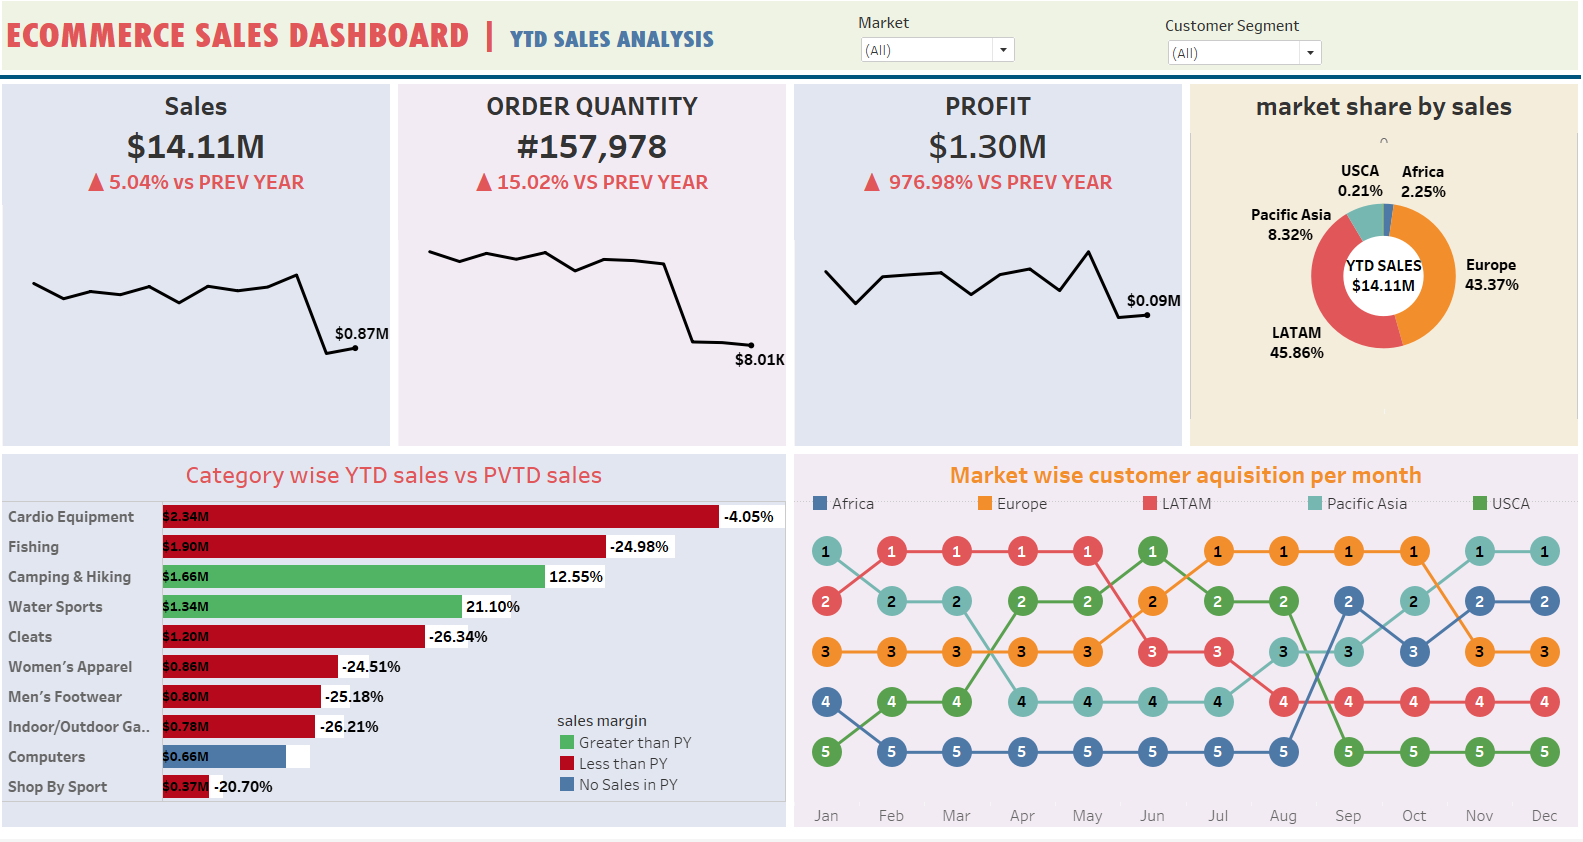 ECOMMERCE SALES DASHBOARD | YTD SALES ANALYSIS
Market
(All)
Customer Segment
(All)
Sales
$14.11M
▲ 5.04% vs PREV YEAR
$0.87M
ORDER QUANTITY
#157,978
▲ 15.02% VS PREV YEAR
$8.01K
PROFIT
$1.30M
▲ 976.98% VS PREV YEAR
$0.09M
market share by sales
USCA
0.21%
Africa
2.25%
Pacific Asia
8.32%
YTD SALES
$14.11M
Europe
43.37%
LATAM
45.86%
Category wise YTD sales vs PVTD sales
Cardio Equipment $2.34M -4.05%
Fishing $1.90M -24.98%
Camping & Hiking $1.66M 12.55%
Water Sports $1.34M 21.10%
Cleats $1.20M -26.34%
Women's Apparel $0.86M -24.51%
Men's Footwear $0.80M -25.18%
Indoor/Outdoor Ga.. $0.78M -26.21%
Computers $0.66M
Shop By Sport $0.37M -20.70%
sales margin
Greater than PY
Less than PY
No Sales in PY
Market wise customer aquisition per month
Africa Europe LATAM Pacific Asia USCA
1 1 1 1 1 1 1 1 1 1 1 1
2 2 2 2 2 2 2 2 2 2 2 2
3 3 3 3 3 3 3 3 3 3 3 3
4 4 4 4 4 4 4 4 4 4 4
5 5 5 5 5 5 5 5 5 5 5 5
Jan Feb Mar Apr May Jun Jul Aug Sep Oct Nov Dec